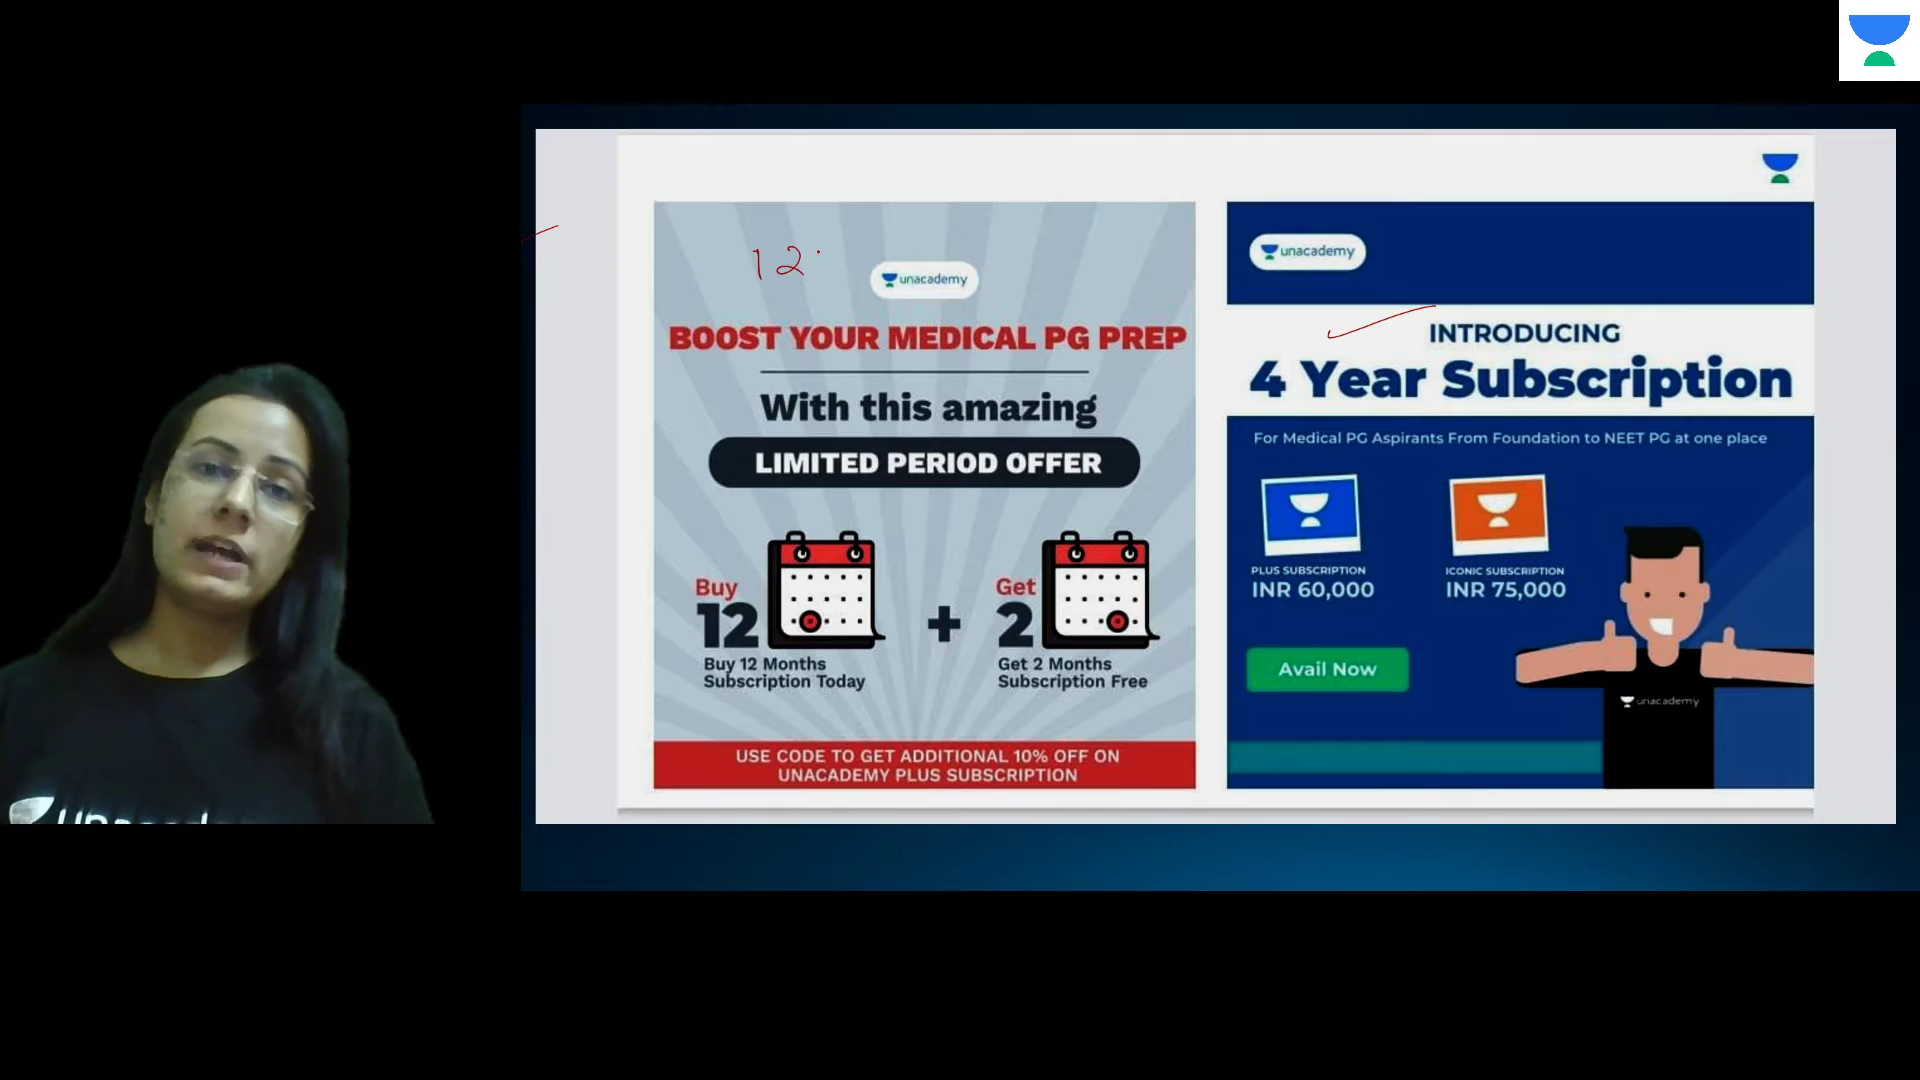 12
unacademy
BOOST YOUR MEDICAL PG PREP
With this amazing
LIMITED PERIOD OFFER
Buy
12
Buy 12 Months
Subscription Today
+
Get
2
Get 2 Months
Subscription Free
USE CODE TO GET ADDITIONAL 10% OFF ON
UNACADEMY PLUS SUBSCRIPTION
unacademy
INTRODUCING
4 Year Subscription
For Medical PG Aspirants From Foundation to NEET PG at one place
PLUS SUBSCRIPTION
INR 60,000
ICONIC SUBSCRIPTION
INR 75,000
Avail Now
unacademy